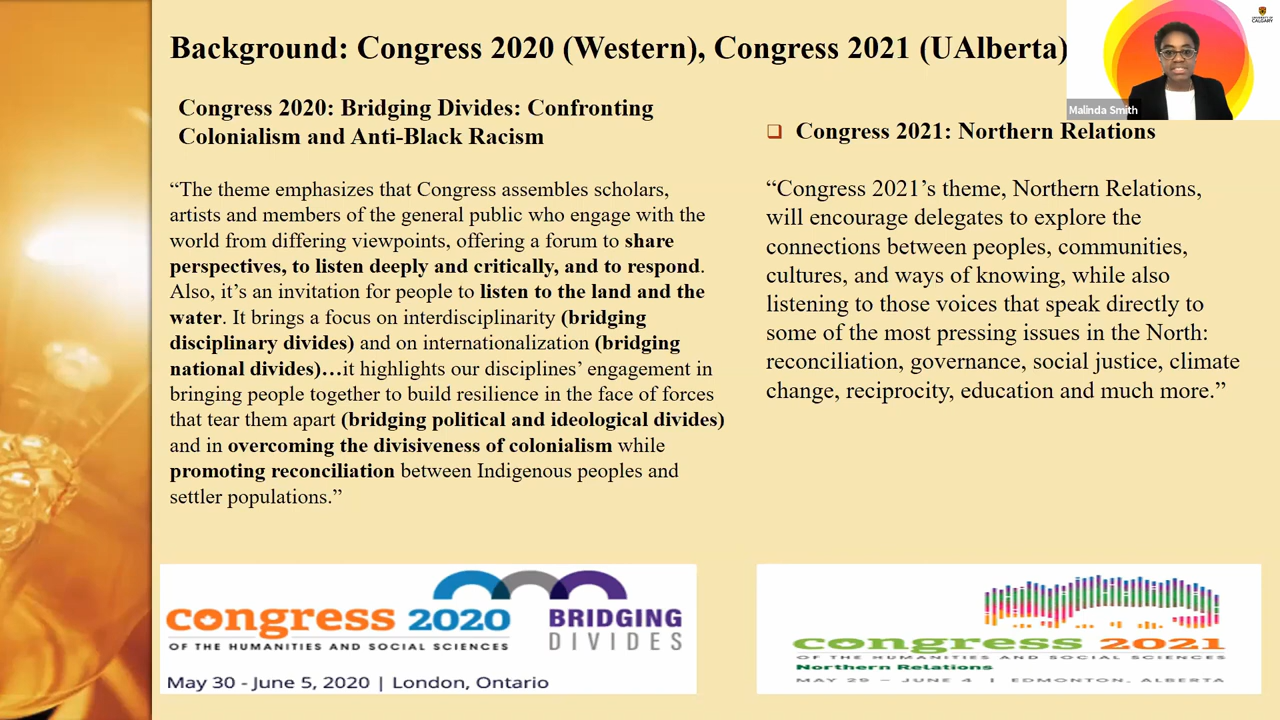 Background: Congress 2020 (Western), Congress 2021 (UAlberta)
UNIVERSITY OF
CALGARY
Malinda Smith
Congress 2020: Bridging Divides: Confronting
Colonialism and Anti-Black Racism
“The theme emphasizes that Congress assembles scholars,
artists and members of the general public who engage with the
world from differing viewpoints, offering a forum to share
perspectives, to listen deeply and critically, and to respond.
Also, it’s an invitation for people to listen to the land and the
water. It brings a focus on interdisciplinarity (bridging
disciplinary divides) and on internationalization (bridging
national divides)…it highlights our disciplines’ engagement in
bringing people together to build resilience in the face of forces
that tear them apart (bridging political and ideological divides)
and in overcoming the divisiveness of colonialism while
promoting reconciliation between Indigenous peoples and
settler populations.”
❑ Congress 2021: Northern Relations
“Congress 2021’s theme, Northern Relations,
will encourage delegates to explore the
connections between peoples, communities,
cultures, and ways of knowing, while also
listening to those voices that speak directly to
some of the most pressing issues in the North:
reconciliation, governance, social justice, climate
change, reciprocity, education and much more.”
congress 2020
OF THE HUMANITIES AND SOCIAL SCIENCES
BRIDGING
DIVIDES
May 30 - June 5, 2020 | London, Ontario
congress 2021
OF THE HUMANITIES AND SOCIAL SCIENCES
Northern Relations
MAY 29 – JUNE 4 | EDMONTON, ALBERTA